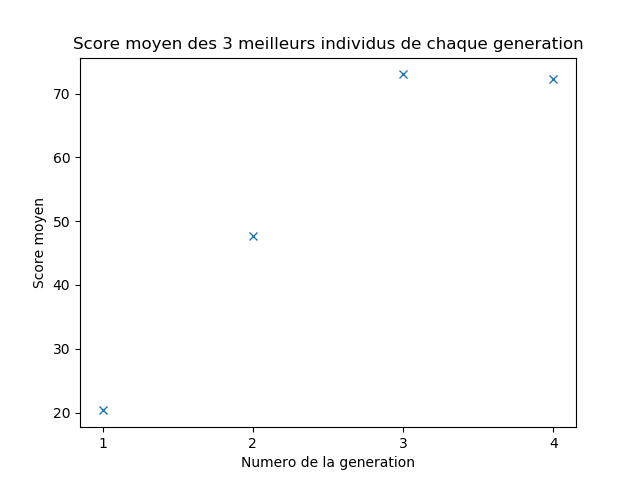 Score moyen des 3 meilleurs individus de chaque generation
Score moyen
70
60
50
40
30
20
1 2 3 4
Numero de la generation